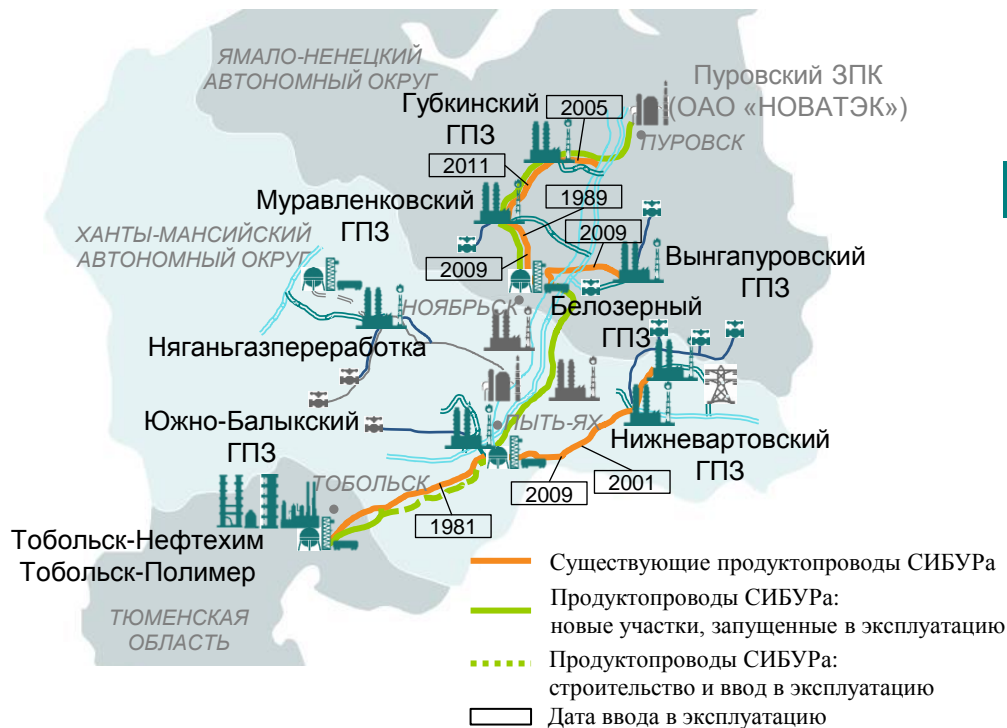 ЯМАЛО-НЕНЕЦКИЙ
АВТОНОМНЫЙ ОКРУГ
Пуровский ЗПК
(ОАО «НОВАТЭК»)
Губкинский
ГПЗ
2005
ПУРОВСК
2011
Муравленковский
ГПЗ
1989
2009
ХАНТЫ-МАНСИЙСКИЙ
АВТОНОМНЫЙ ОКРУГ
2009
Вынгапуровский
ГПЗ
НОЯБРЬСК
Белозерный
ГПЗ
Няганьгазпереработка
Южно-Балыкский
ГПЗ
ПЫТЬ-ЯХ
Нижневартовский
ГПЗ
ТОБОЛЬСК
2009
2001
1981
Тобольск-Нефтехим
Тобольск-Полимер
ТЮМЕНСКАЯ
ОБЛАСТЬ
Существующие продуктопроводы СИБУРа
Продуктопроводы СИБУРа:
новые участки, запущенные в эксплуатацию
Продуктопроводы СИБУРа:
строительство и ввод в эксплуатацию
Дата ввода в эксплуатацию